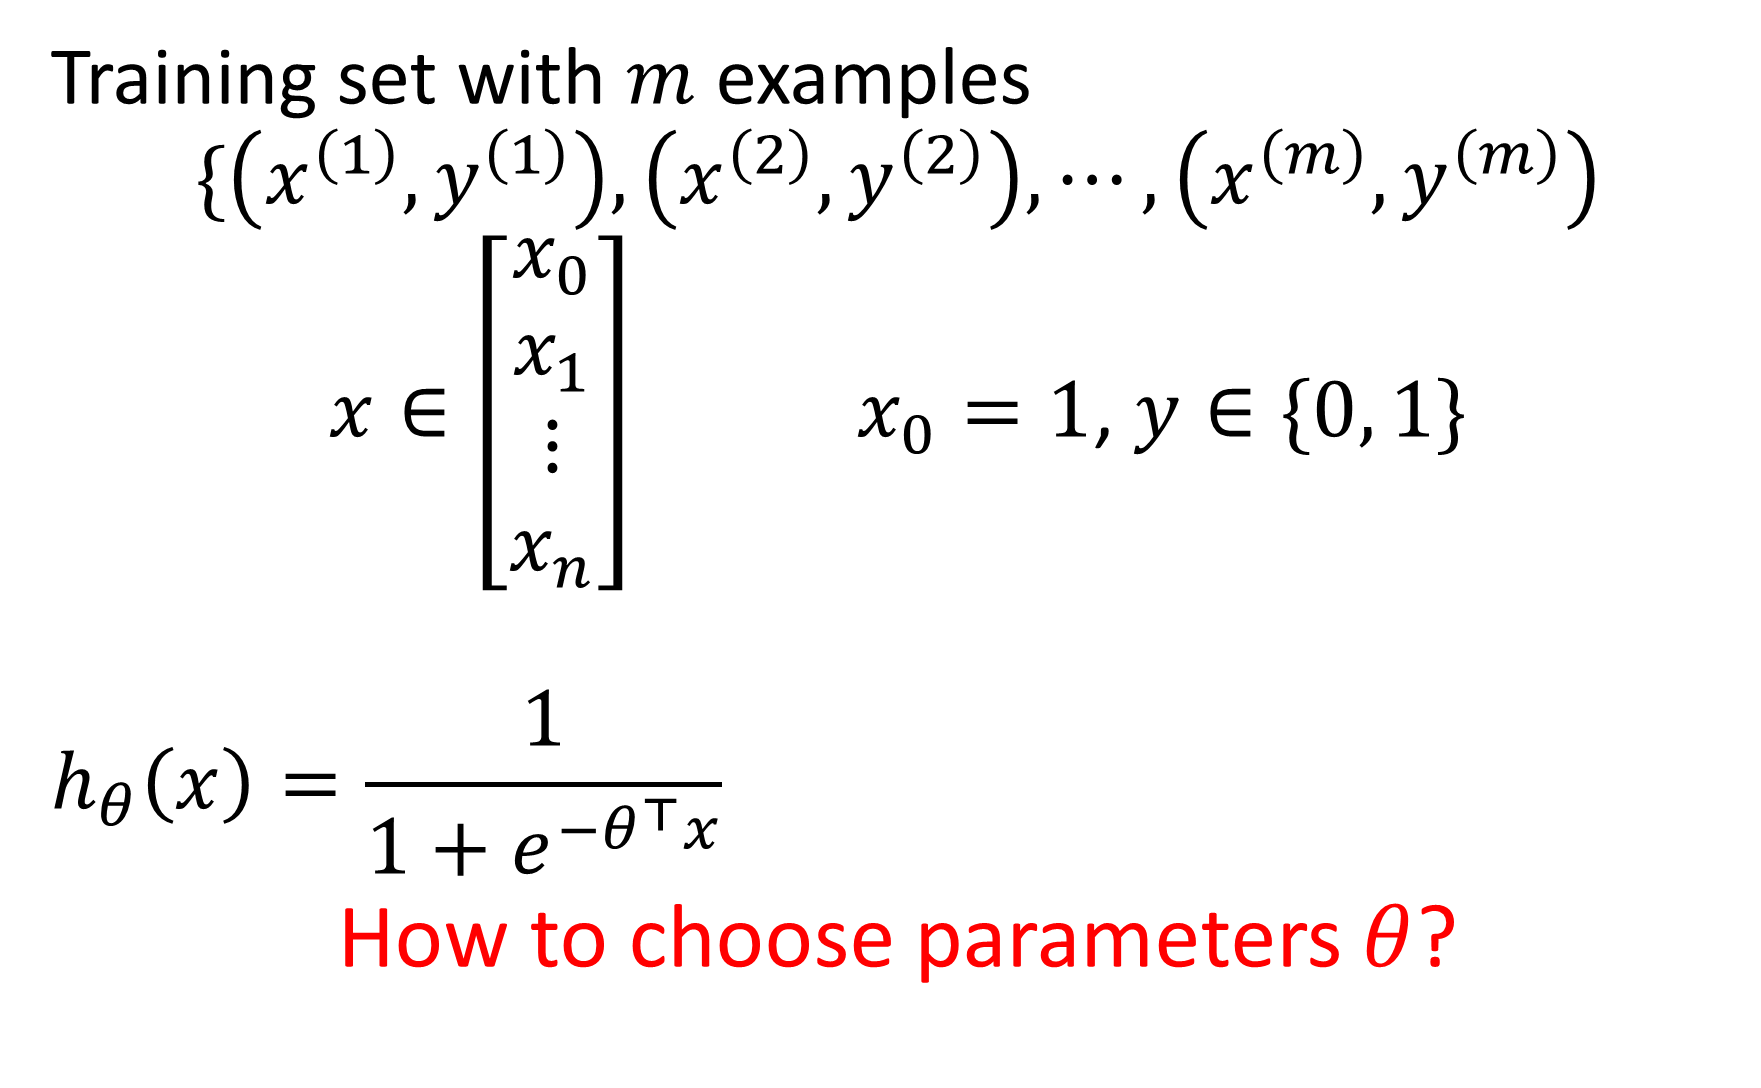 Training set with m examples
{(x^(1), y^(1)), (x^(2), y^(2)), ⋯, (x^(m), y^(m))
x ∈ [x_0 x_1 ⋮ x_n] x_0 = 1, y ∈ {0, 1}
h_θ(x) = 1 / (1 + e^(−θ^⊤ x))
How to choose parameters θ?